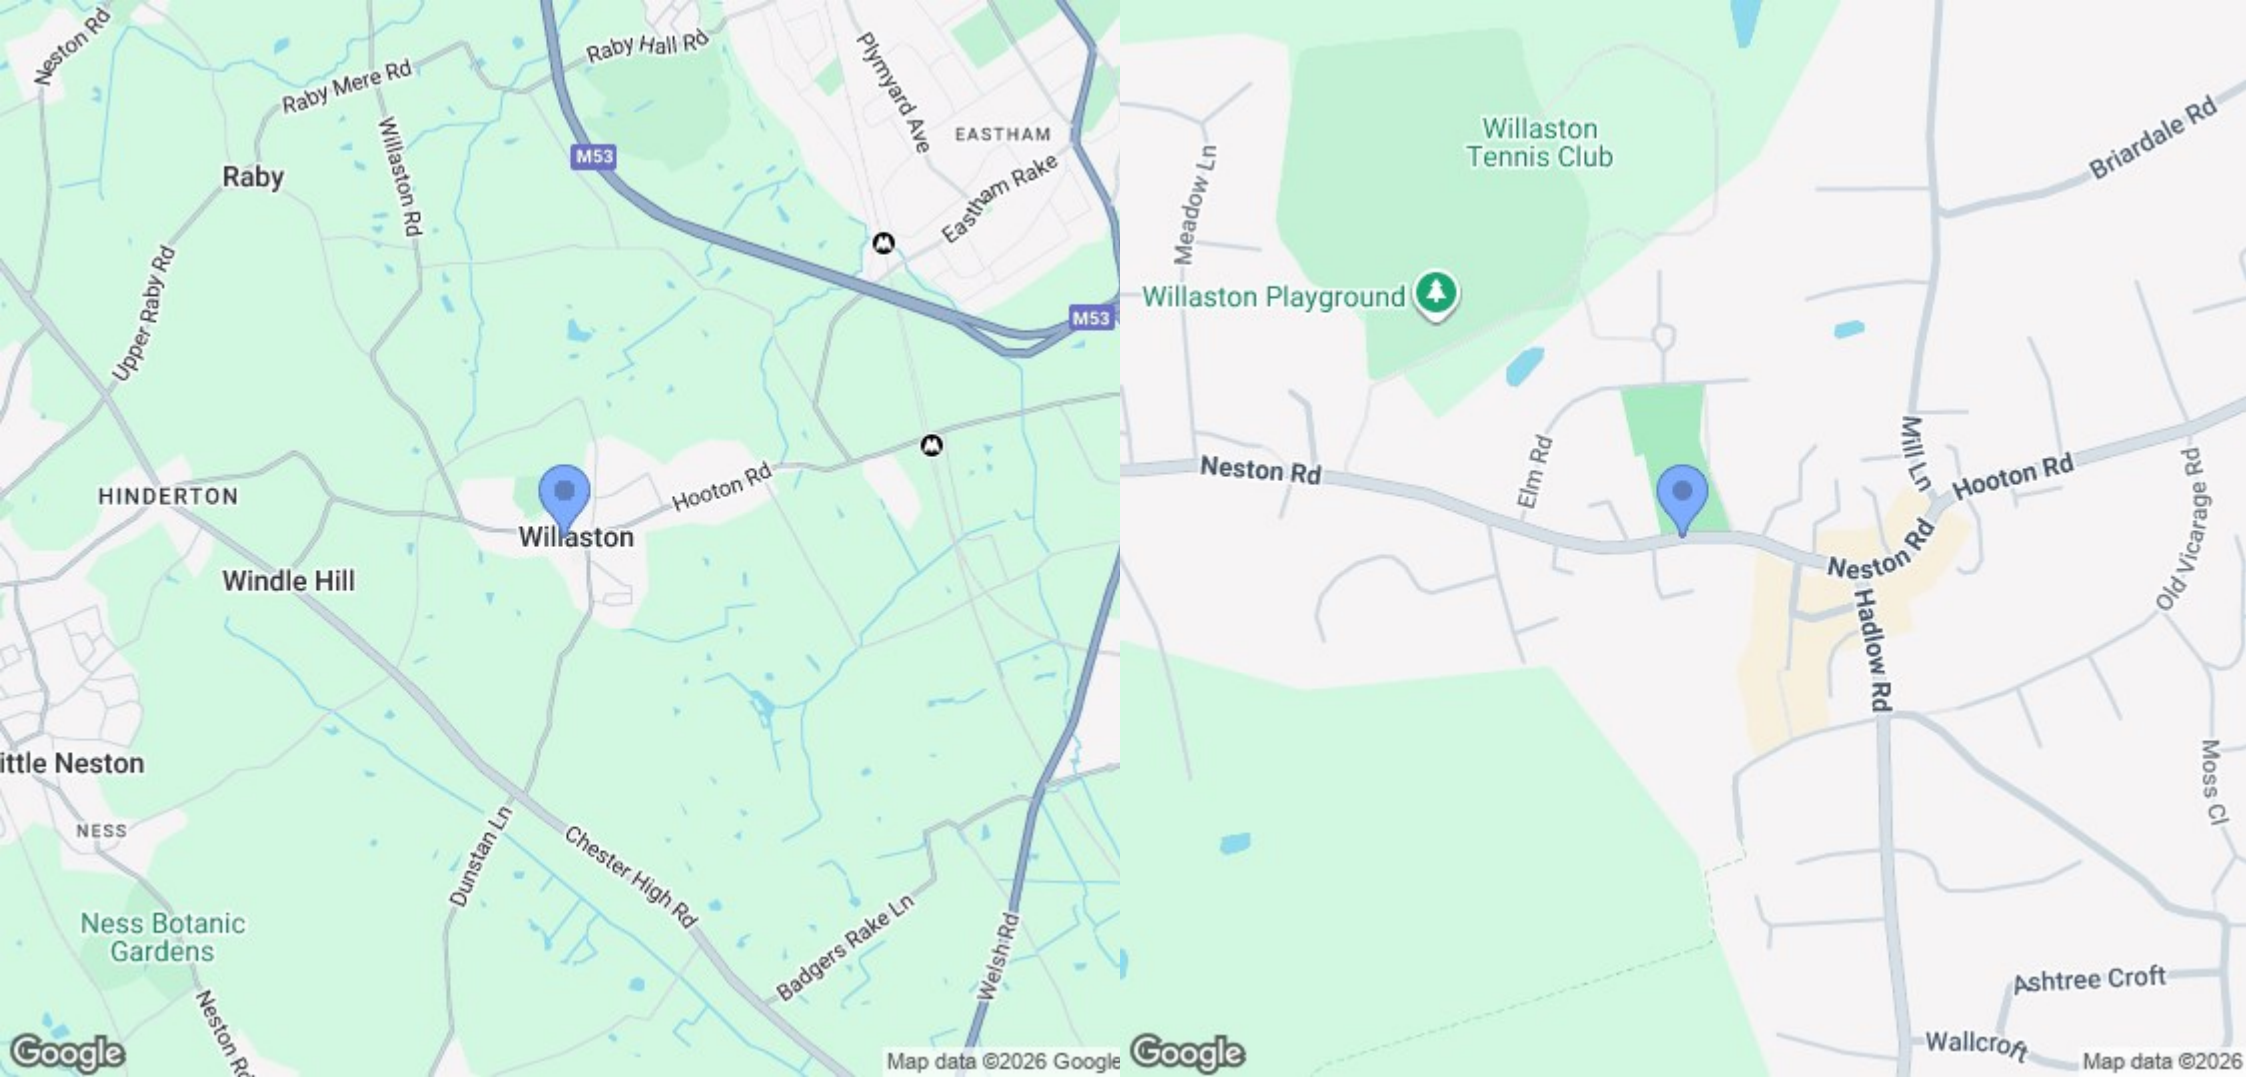 Neston Rd
Raby Mere Rd
Raby Hall Rd
Plymyard Ave
EASTHAM
Eastham Rake
M53
Willaston Rd
Raby
Upper Raby Rd
M53
HINDERTON
Hooton Rd
Willaston
Windle Hill
ittle Neston
NESS
Dunstan Ln
Chester High Rd
Badgers Rake Ln
Welsh Rd
Ness Botanic
Gardens
Neston Rd
Google
Map data ©2026 Google
Willaston
Tennis Club
Briardale Rd
Meadow Ln
Willaston Playground
Neston Rd
Elm Rd
Mill Ln
Hooton Rd
Old Vicarage Rd
Neston Rd
Hadlow Rd
Moss Cl
Ashtree Croft
Wallcroft
Google
Map data ©2026